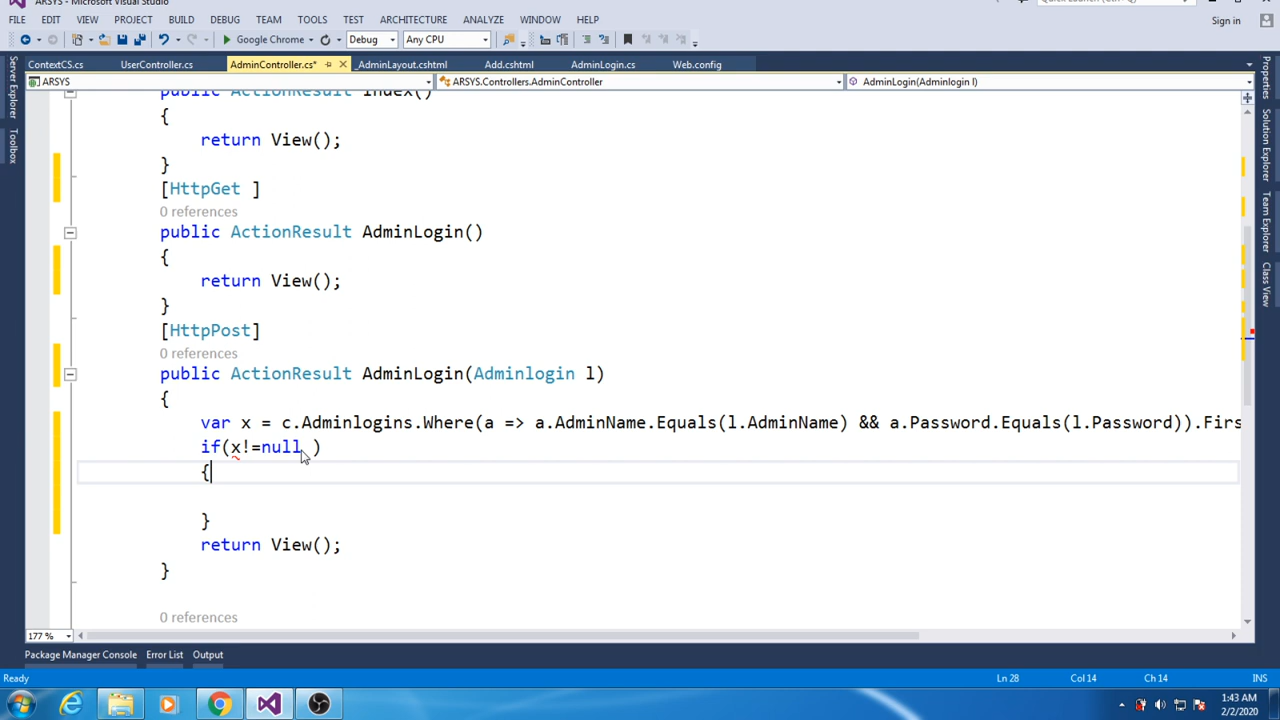 ARSYS - Microsoft Visual Studio
Quick Launch (Ctrl+Q)
FILE EDIT VIEW PROJECT BUILD DEBUG TEAM TOOLS TEST ARCHITECTURE ANALYZE WINDOW HELP
Sign in
Google Chrome Debug Any CPU
ContextCS.cs UserController.cs AdminController.cs* _AdminLayout.cshtml Add.cshtml AdminLogin.cs Web.config
ARSYS ARSYS.Controllers.AdminController AdminLogin(Adminlogin l)
Server Explorer
Toolbox
Properties
Solution Explorer
Team Explorer
Class View
public ActionResult Index()
{
return View();
}
[HttpGet ]
0 references
public ActionResult AdminLogin()
{
return View();
}
[HttpPost]
0 references
public ActionResult AdminLogin(Adminlogin l)
{
var x = c.Adminlogins.Where(a => a.AdminName.Equals(l.AdminName) && a.Password.Equals(l.Password)).Firs
if(x!=null )
{
}
return View();
}
0 references
177 %
Package Manager Console Error List Output
Ready Ln 28 Col 14 Ch 14 INS
1:43 AM
2/2/2020